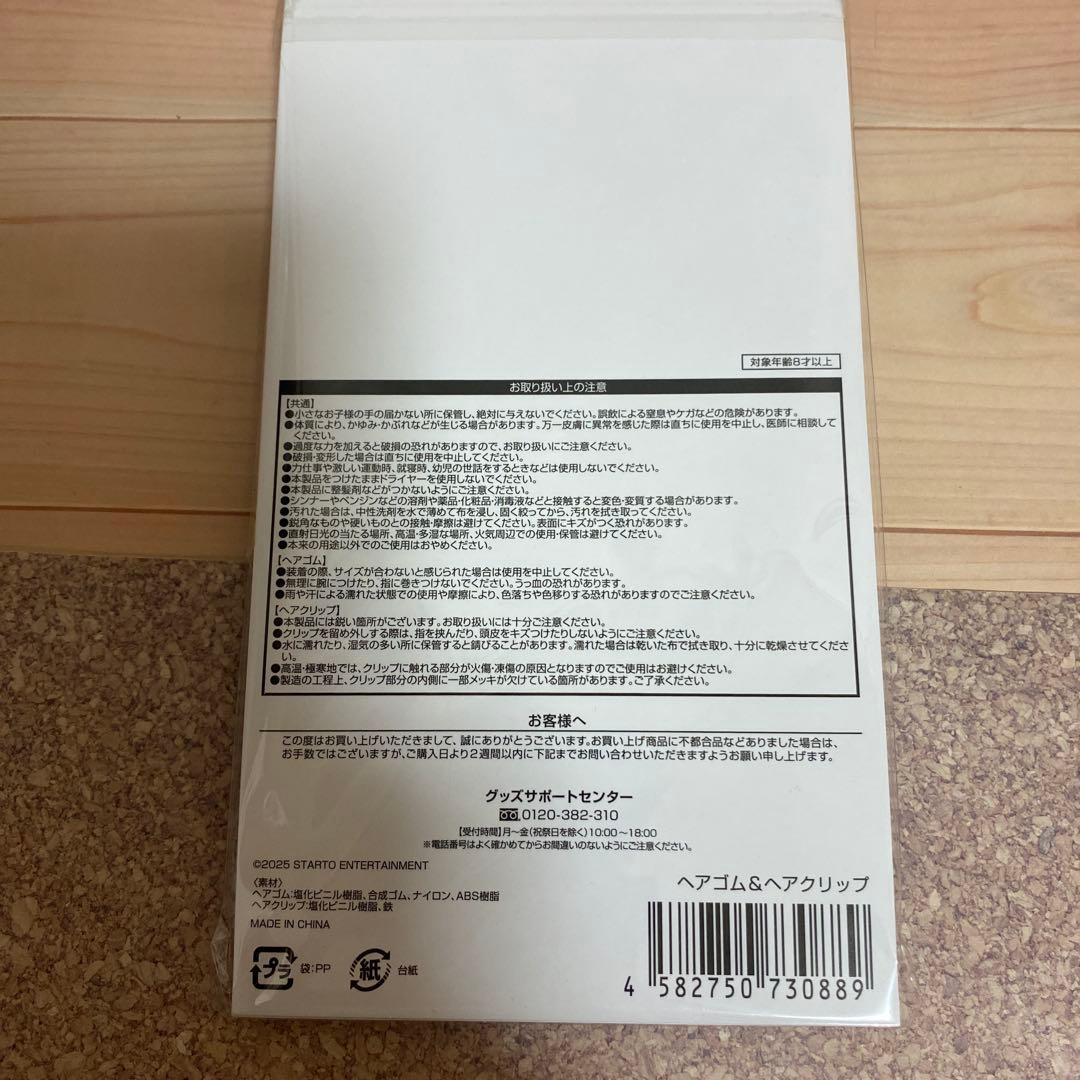 対象年齢8才以上
お取り扱い上の注意
【共通】
●小さなお子様の手の届かない所に保管し、絶対に与えないでください。誤飲による窒息やケガなどの危険があります。
●体質により、かゆみ・かぶれなどが生じる場合があります。万一皮膚に異常を感じた際は直ちに使用を中止し、医師に相談して
ください。
●過度な力を加えると破損の恐れがありますので、お取り扱いにご注意ください。
●破損・変形した場合は直ちに使用を中止してください。
●力仕事や激しい運動時、就寝時、幼児の世話をするときなどは使用しないでください。
●本製品をつけたままドライヤーを使用しないでください。
●本製品に整髪剤などがつかないようにご注意ください。
●シンナーやベンジンなどの溶剤や薬品・化粧品・消毒液などと接触すると変色・変質する場合があります。
●汚れた場合は、中性洗剤を水で薄めて布を浸し、固く絞ってから、汚れを拭き取ってください。
●鋭角なものや硬いものとの接触・摩擦は避けてください。表面にキズがつく恐れがあります。
●直射日光の当たる場所、高温・多湿な場所、火気周辺での使用・保管は避けてください。
●本来の用途以外でのご使用はおやめください。
【ヘアゴム】
●装着の際、サイズが合わないと感じられた場合は使用を中止してください。
●無理に腕につけたり、指に巻きつけないでください。うっ血の恐れがあります。
●雨や汗による濡れた状態での使用や摩擦により、色落ちや色移りする恐れがありますのでご注意ください。
【ヘアクリップ】
●本製品には鋭い箇所がございます。お取り扱いには十分ご注意ください。
●クリップを留め外しする際は、指を挟んだり、頭皮をキズつけたりしないようにご注意ください。
●水に濡れたり、湿気の多い所に保管すると錆びることがあります。濡れた場合は乾いた布で拭き取り、十分に乾燥させてくださ
い。
●高温・極寒地では、クリップに触れる部分が火傷・凍傷の原因となりますのでご使用はお避けください。
●製造の工程上、クリップ部分の内側に一部メッキが欠けている箇所があります。ご了承ください。
お客様へ
この度はお買い上げいただきまして、誠にありがとうございます。お買い上げ商品に不都合品などありました場合は、
お手数ではございますが、ご購入日より2週間以内に下記までお問い合わせいただきますようお願い申し上げます。
グッズサポートセンター
0120-382-310
【受付時間】月〜金(祝祭日を除く)10:00〜18:00
※電話番号はよく確かめてからお間違いのないようにご注意ください。
©2025 STARTO ENTERTAINMENT
〈素材〉
ヘアゴム:塩化ビニル樹脂、合成ゴム、ナイロン、ABS樹脂
ヘアクリップ:塩化ビニル樹脂、鉄
MADE IN CHINA
プラ 袋:PP 紙 台紙
ヘアゴム&ヘアクリップ
4 582750 730889